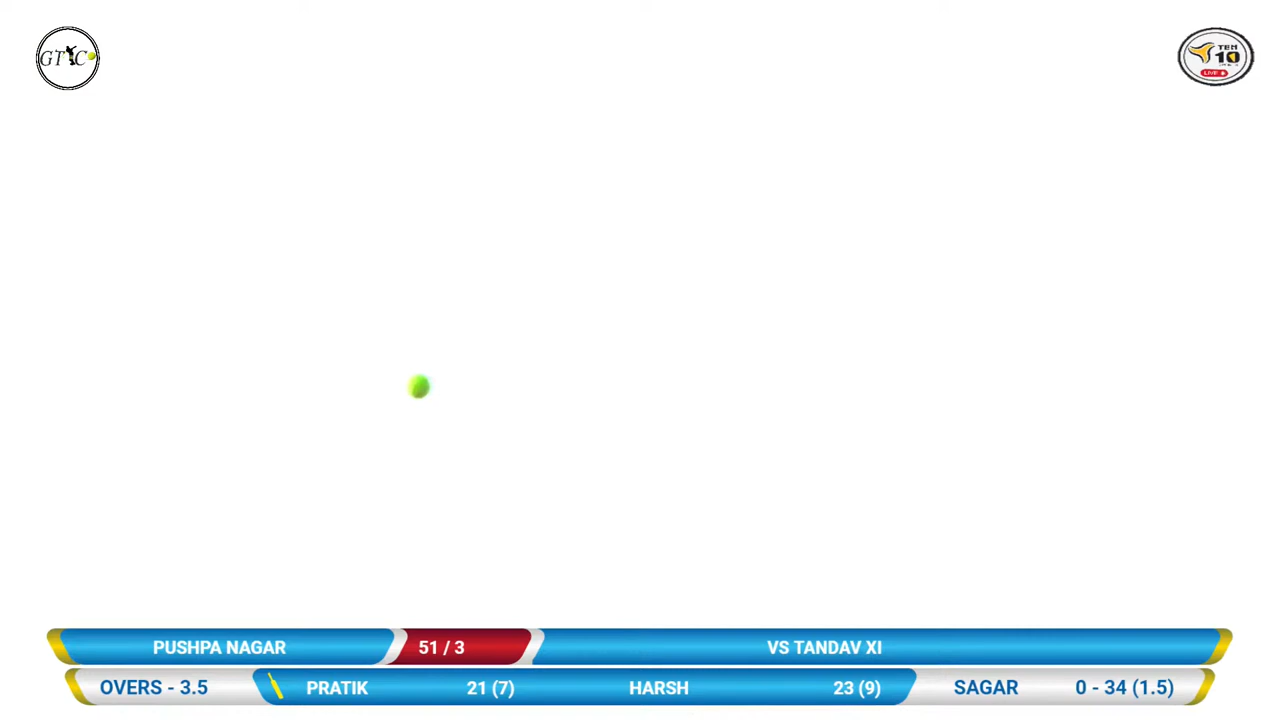 GTC
TEN
10
LIVE
PUSHPA NAGAR 51 / 3 VS TANDAV XI
OVERS - 3.5 PRATIK 21 (7) HARSH 23 (9) SAGAR 0 - 34 (1.5)